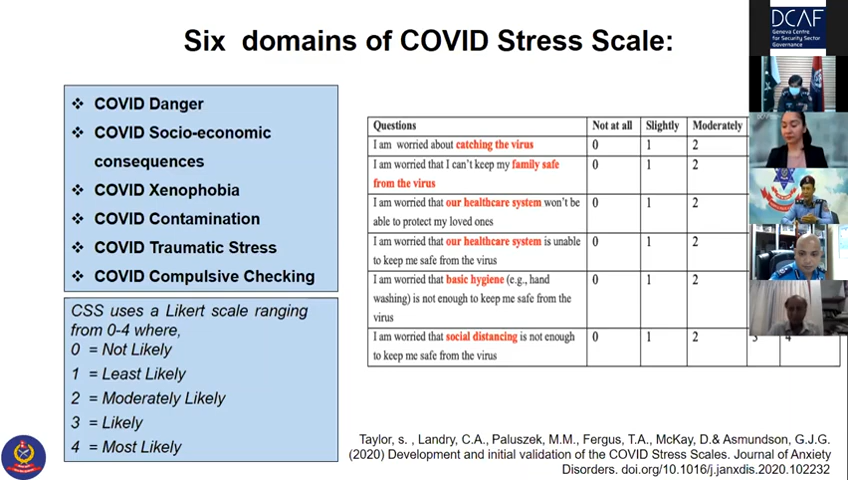 Six domains of COVID Stress Scale:
DCAF
Geneva Centre
for Security Sector
Governance
❖ COVID Danger
❖ COVID Socio-economic
consequences
❖ COVID Xenophobia
❖ COVID Contamination
❖ COVID Traumatic Stress
❖ COVID Compulsive Checking
CSS uses a Likert scale ranging
from 0-4 where,
0 = Not Likely
1 = Least Likely
2 = Moderately Likely
3 = Likely
4 = Most Likely
Questions Not at all Slightly Moderately
I am worried about catching the virus 0 1 2
I am worried that I can't keep my family safe 0 1 2
from the virus
I am worried that our healthcare system won't be 0 1 2
able to protect my loved ones
I am worried that our healthcare system is unable 0 1 2
to keep me safe from the virus
I am worried that basic hygiene (e.g., hand 0 1 2
washing) is not enough to keep me safe from the
virus
I am worried that social distancing is not enough 0 1 2 3 4
to keep me safe from the virus
Taylor, s. , Landry, C.A., Paluszek, M.M., Fergus, T.A., McKay, D.& Asmundson, G.J.G.
(2020) Development and initial validation of the COVID Stress Scales. Journal of Anxiety
Disorders. doi.org/10.1016/j.janxdis.2020.102232